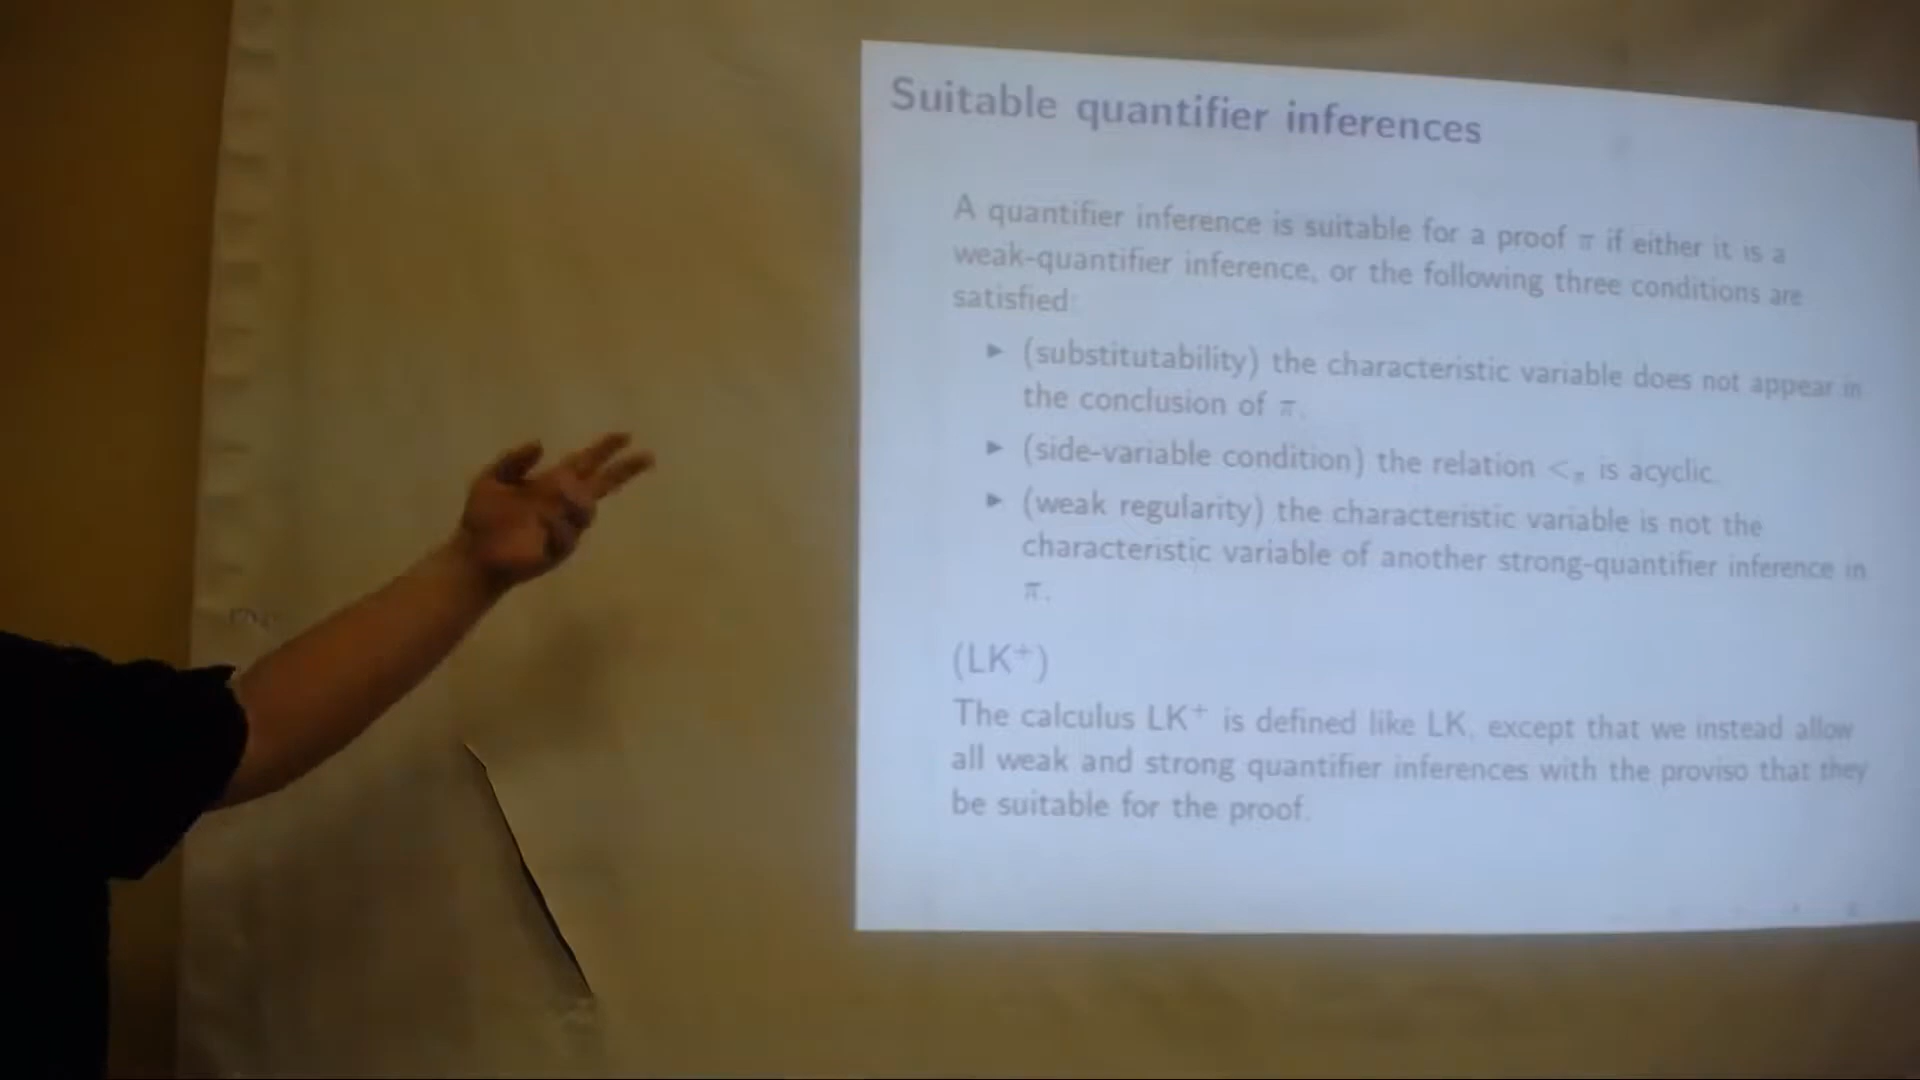 Suitable quantifier inferences
A quantifier inference is suitable for a proof π if either it is a
weak-quantifier inference, or the following three conditions are
satisfied:
▶ (substitutability) the characteristic variable does not appear in
the conclusion of π.
▶ (side-variable condition) the relation <π is acyclic.
▶ (weak regularity) the characteristic variable is not the
characteristic variable of another strong-quantifier inference in
π.
(LK⁺)
The calculus LK⁺ is defined like LK, except that we instead allow
all weak and strong quantifier inferences with the proviso that they
be suitable for the proof.